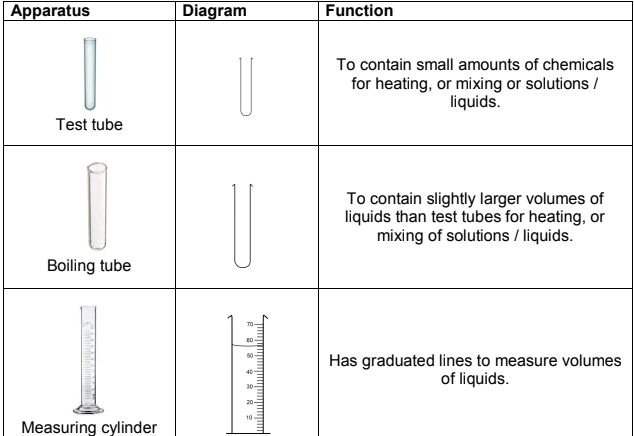 Apparatus Diagram Function
To contain small amounts of chemicals
for heating, or mixing or solutions /
liquids.
Test tube
To contain slightly larger volumes of
liquids than test tubes for heating, or
mixing of solutions / liquids.
Boiling tube
70
60
50
40
30
20
10
Has graduated lines to measure volumes
of liquids.
Measuring cylinder